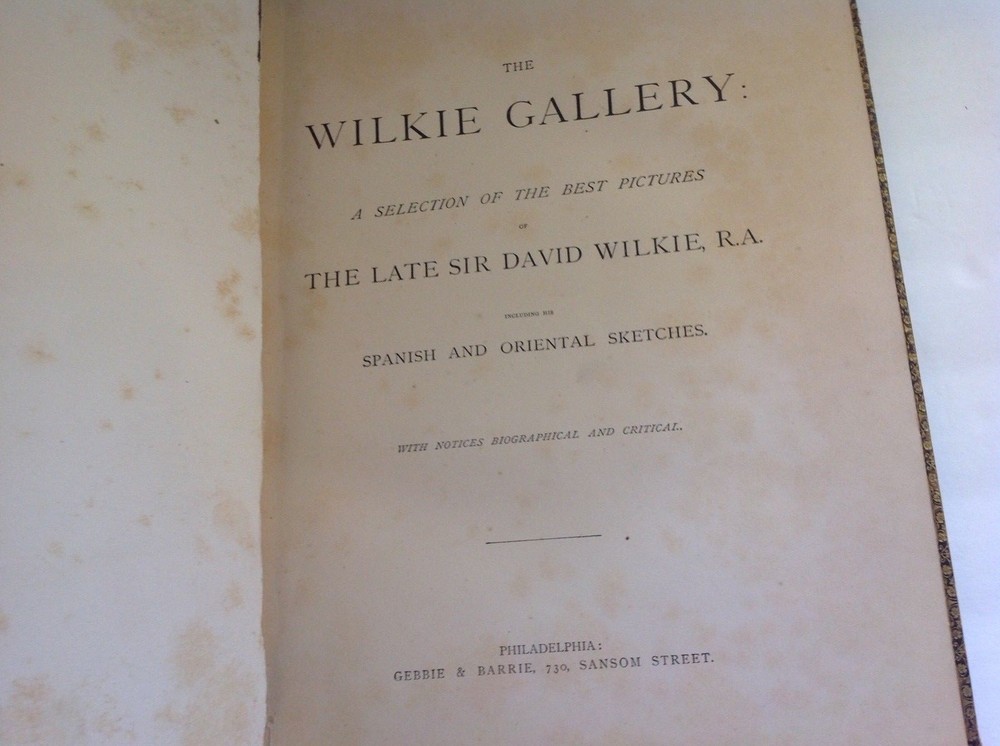 THE
WILKIE GALLERY:
A SELECTION OF THE BEST PICTURES
OF
THE LATE SIR DAVID WILKIE, R.A.
INCLUDING HIS
SPANISH AND ORIENTAL SKETCHES.
WITH NOTICES BIOGRAPHICAL AND CRITICAL.
PHILADELPHIA:
GEBBIE & BARRIE, 730, SANSOM STREET.